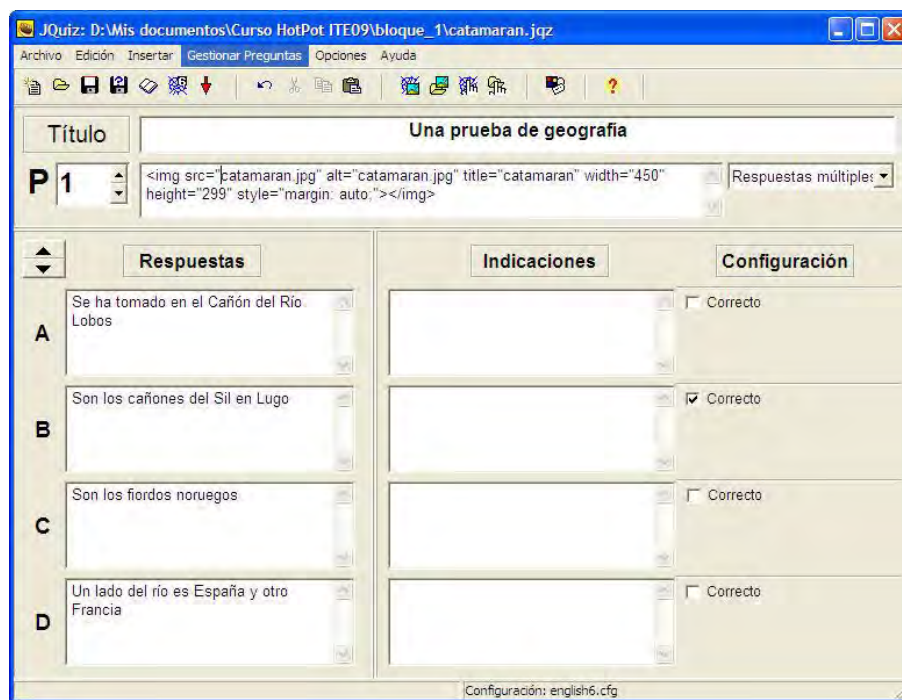 JQuiz: D:\Mis documentos\Curso HotPot ITE09\bloque_1\catamaran.jqz
Archivo Edición Insertar Gestionar Preguntas Opciones Ayuda
Título
Una prueba de geografía
P 1
<img src="catamaran.jpg" alt="catamaran.jpg" title="catamaran" width="450"
height="299" style="margin: auto;"></img>
Respuestas múltiples
Respuestas Indicaciones Configuración
A
Se ha tomado en el Cañón del Río
Lobos
Correcto
B
Son los cañones del Sil en Lugo
Correcto
C
Son los fiordos noruegos
Correcto
D
Un lado del río es España y otro
Francia
Correcto
Configuración: english6.cfg